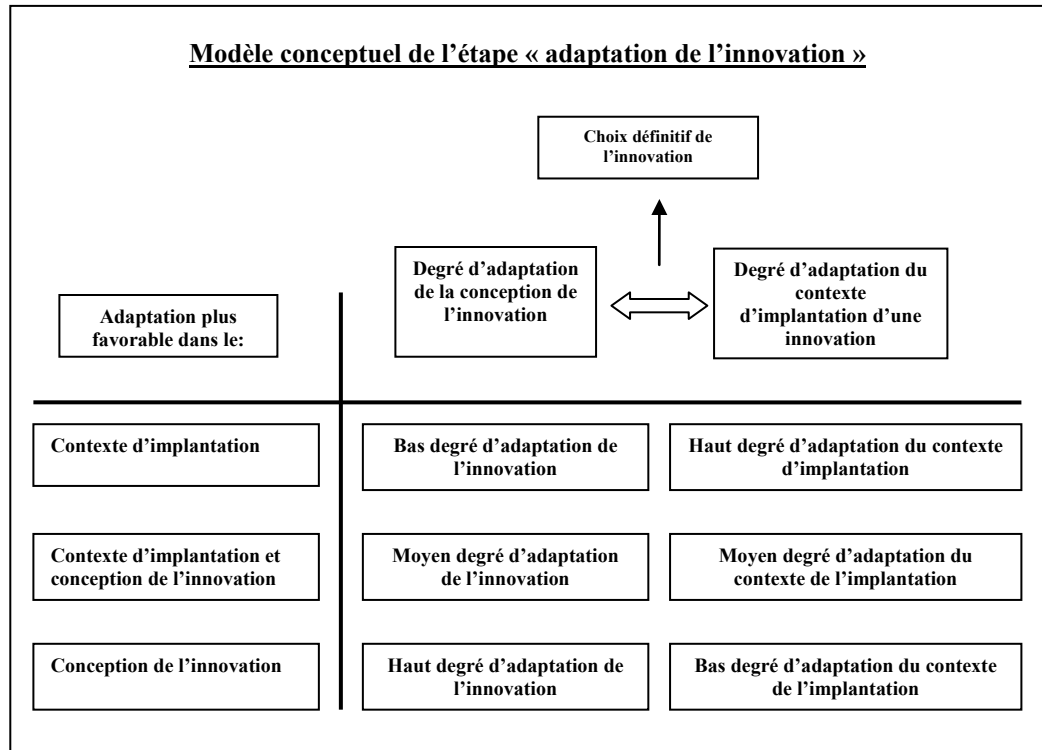 Modèle conceptuel de l’étape « adaptation de l’innovation »
Choix définitif de
l’innovation
Degré d’adaptation
de la conception de
l’innovation
Degré d’adaptation du
contexte
d’implantation d’une
innovation
Adaptation plus
favorable dans le:
Contexte d’implantation
Bas degré d’adaptation de
l’innovation
Haut degré d’adaptation du contexte
d’implantation
Contexte d’implantation et
conception de l’innovation
Moyen degré d’adaptation
de l’innovation
Moyen degré d’adaptation du
contexte de l’implantation
Conception de l’innovation
Haut degré d’adaptation de
l’innovation
Bas degré d’adaptation du contexte
de l’implantation